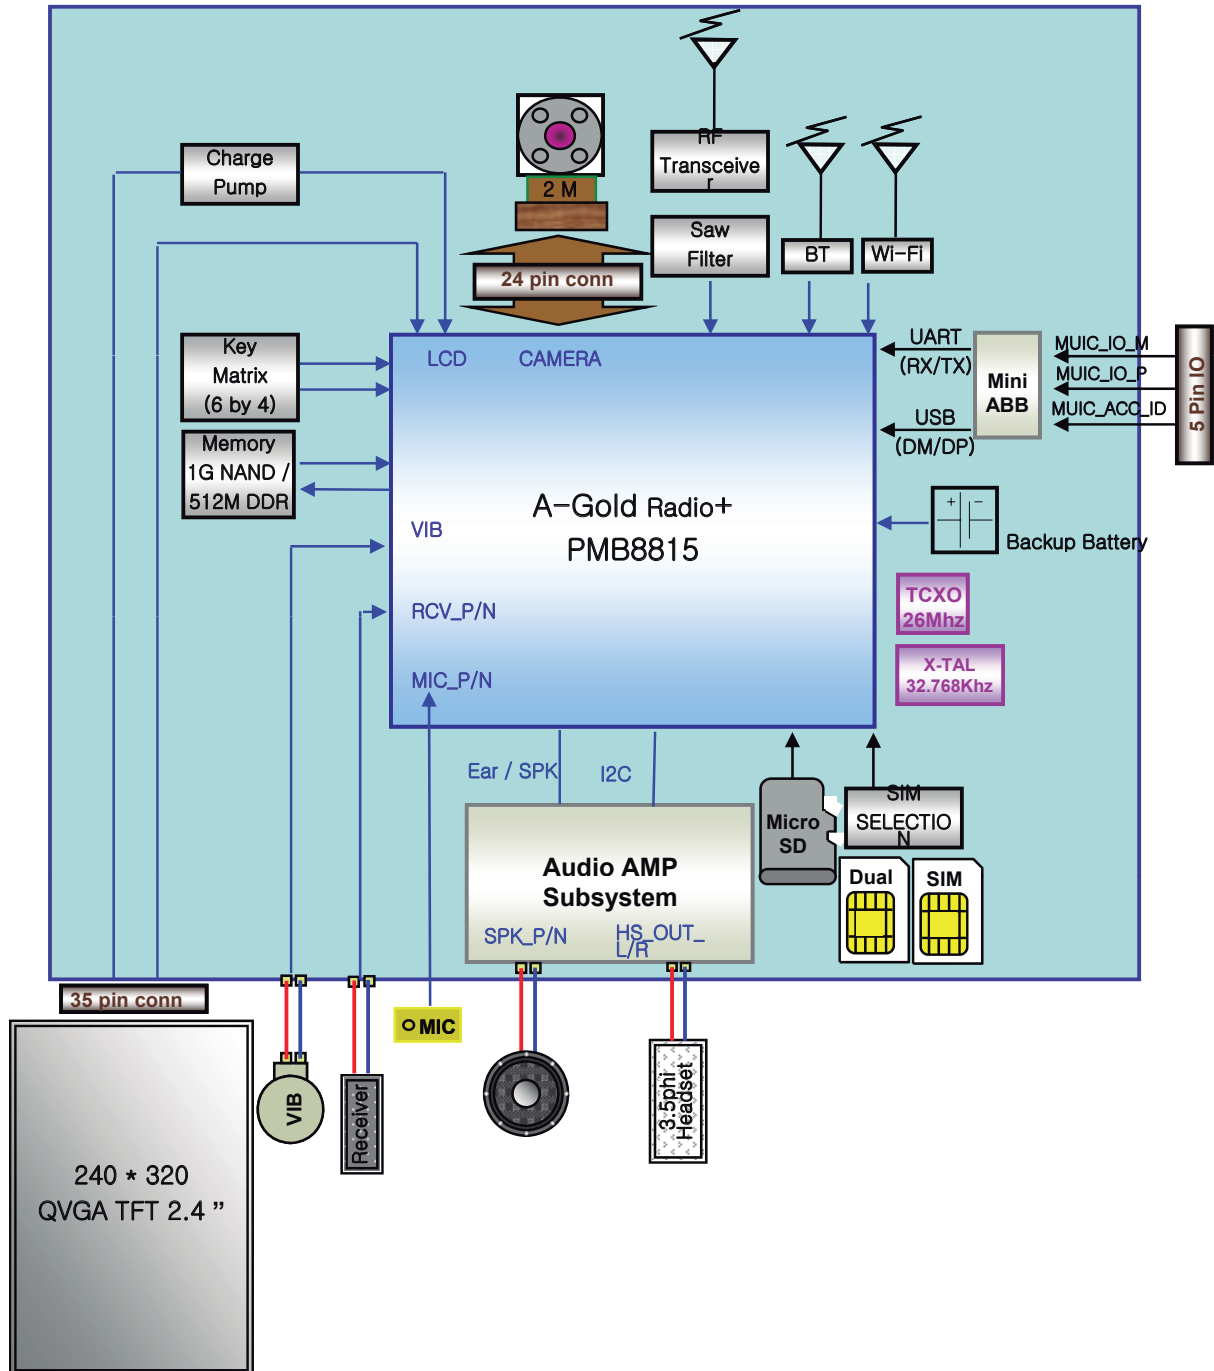 Charge
Pump
2 M
RF
Transceive
r
Saw
Filter
BT
Wi-Fi
24 pin conn
Key
Matrix
(6 by 4)
LCD
CAMERA
UART
(RX/TX)
Mini
ABB
MUIC_IO_M
MUIC_IO_P
MUIC_ACC_ID
5 Pin IO
USB
(DM/DP)
Memory
1G NAND /
512M DDR
A-Gold Radio+
PMB8815
VIB
+ -
Backup Battery
TCXO
26Mhz
RCV_P/N
X-TAL
32.768Khz
MIC_P/N
Ear / SPK
I2C
Micro
SD
SIM
SELECTIO
N
Audio AMP
Subsystem
Dual
SIM
SPK_P/N
HS_OUT_
L/R
35 pin conn
MIC
VIB
Receiver
3.5phi
Headset
240 * 320
QVGA TFT 2.4 ”